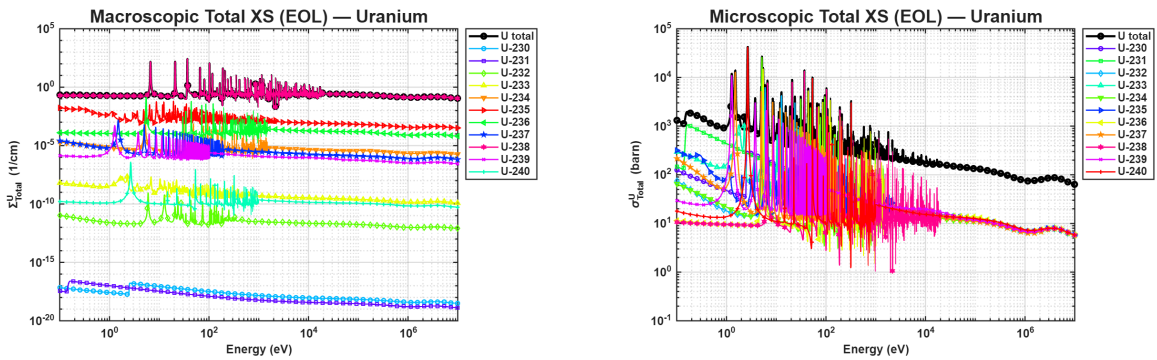 Macroscopic Total XS (EOL) — Uranium
10^5
10^0
10^-5
10^-10
10^-15
10^-20
Σ^U_Total (1/cm)
10^0
10^2
10^4
10^6
Energy (eV)
U total
U-230
U-231
U-232
U-233
U-234
U-235
U-236
U-237
U-238
U-239
U-240
Microscopic Total XS (EOL) — Uranium
10^5
10^4
10^3
10^2
10^1
10^0
10^-1
σ^U_Total (barn)
10^0
10^2
10^4
10^6
Energy (eV)
U total
U-230
U-231
U-232
U-233
U-234
U-235
U-236
U-237
U-238
U-239
U-240